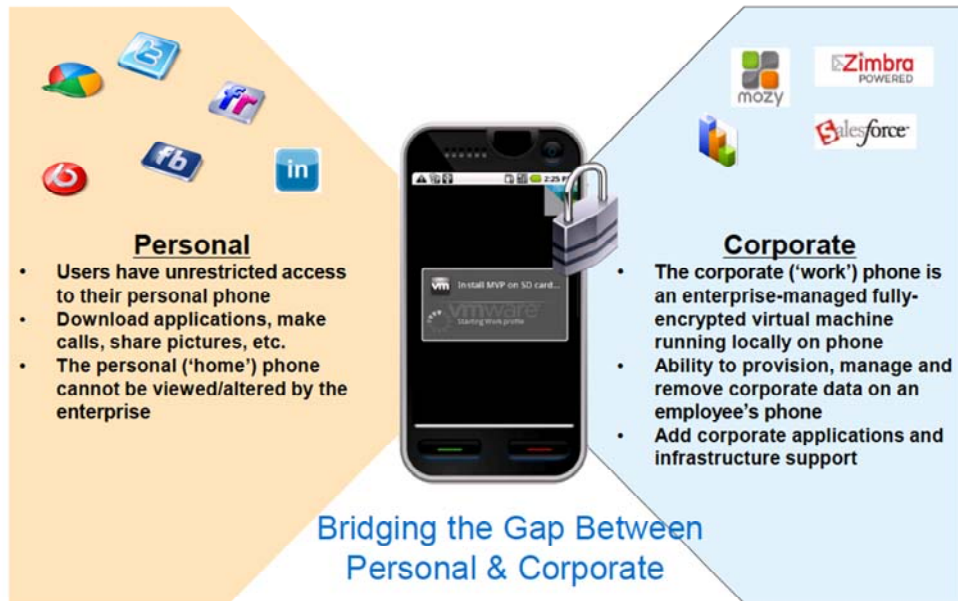 fr
fb
in
mozy
Zimbra
POWERED
salesforce
2:25 P
vm
Install MVP on SD card...
vmware
Starting Work profile
Personal
• Users have unrestricted access
to their personal phone
• Download applications, make
calls, share pictures, etc.
• The personal (‘home’) phone
cannot be viewed/altered by the
enterprise
Corporate
• The corporate (‘work’) phone is
an enterprise-managed fully-
encrypted virtual machine
running locally on phone
• Ability to provision, manage and
remove corporate data on an
employee’s phone
• Add corporate applications and
infrastructure support
Bridging the Gap Between
Personal & Corporate